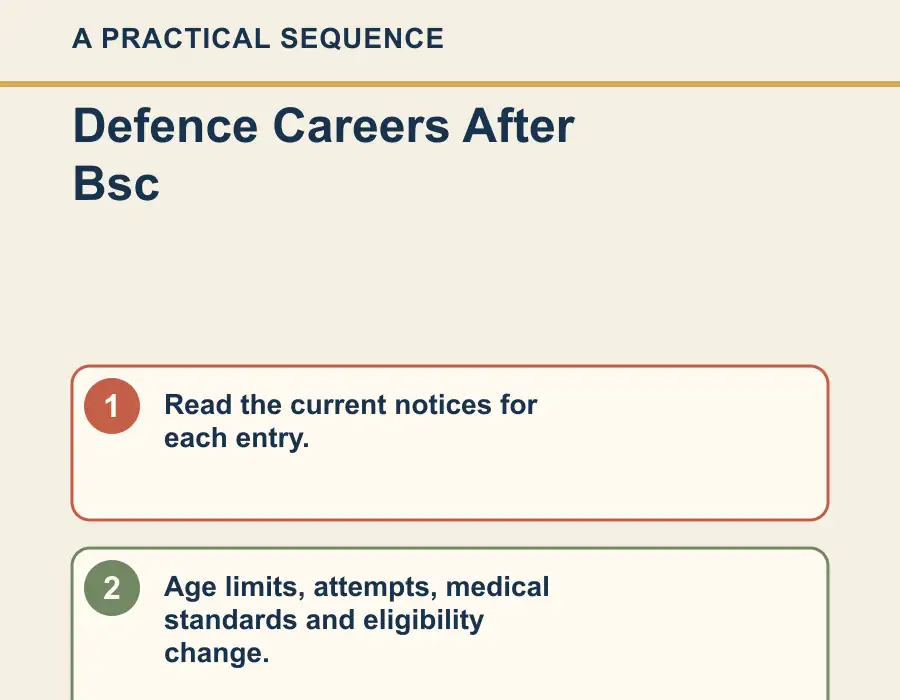 A PRACTICAL SEQUENCE
Defence Careers After
Bsc
1
Read the current notices for
each entry.
2
Age limits, attempts, medical
standards and eligibility
change.